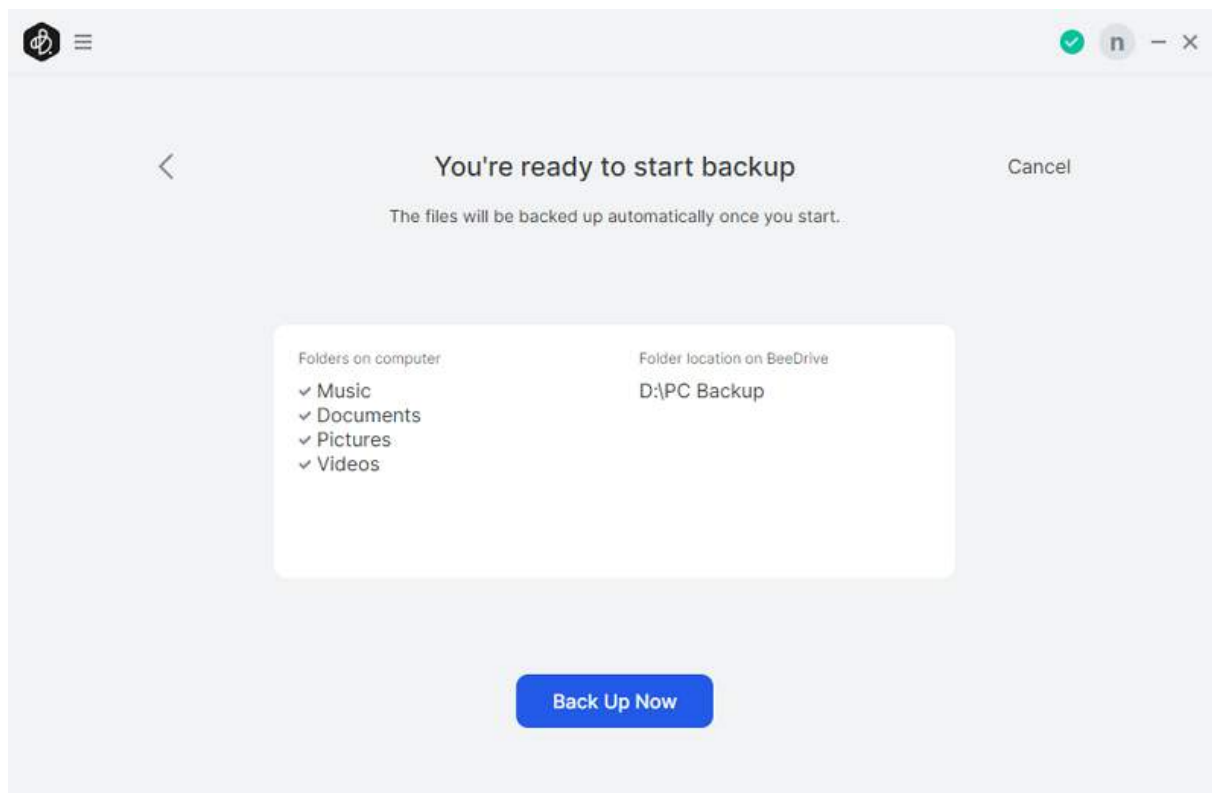 n
You're ready to start backup
Cancel
The files will be backed up automatically once you start.
Folders on computer
Folder location on BeeDrive
Music
D:\PC Backup
Documents
Pictures
Videos
Back Up Now